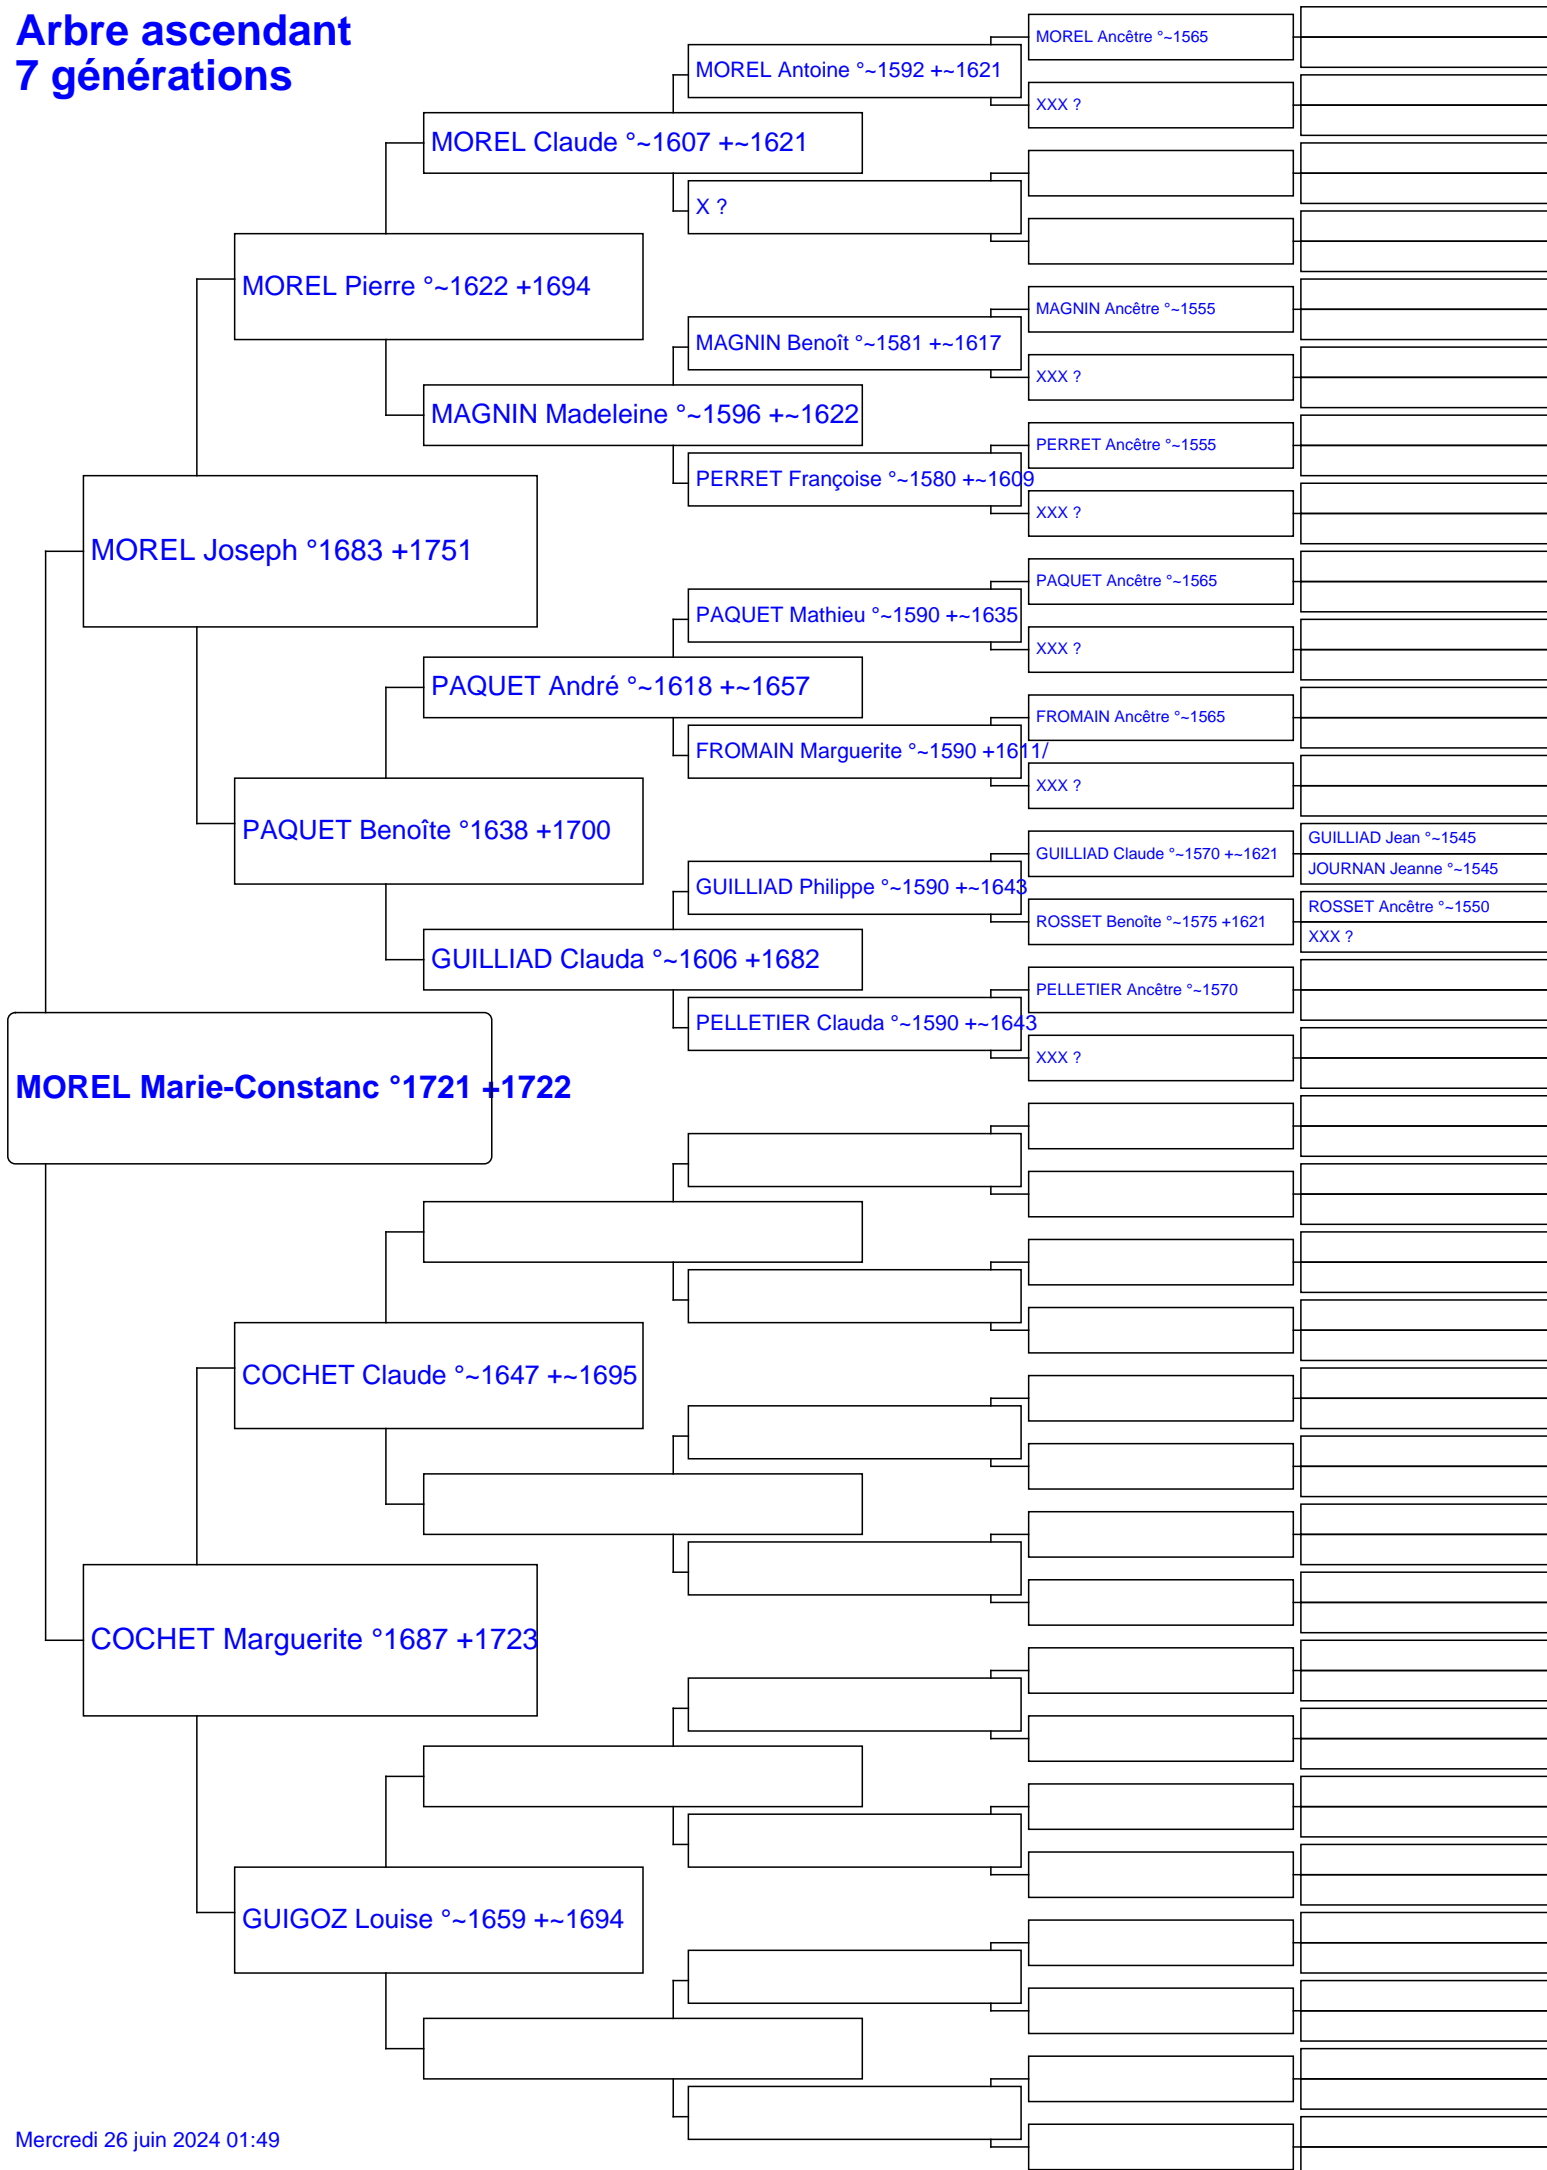 Arbre ascendant
7 générations
MOREL Ancêtre °~1565
MOREL Antoine °~1592 +~1621
XXX ?
MOREL Claude °~1607 +~1621
X ?
MOREL Pierre °~1622 +1694
MAGNIN Ancêtre °~1555
MAGNIN Benoît °~1581 +~1617
XXX ?
MAGNIN Madeleine °~1596 +~1622
PERRET Ancêtre °~1555
PERRET Françoise °~1580 +~1609
XXX ?
MOREL Joseph °1683 +1751
PAQUET Ancêtre °~1565
PAQUET Mathieu °~1590 +~1635
XXX ?
PAQUET André °~1618 +~1657
FROMAIN Ancêtre °~1565
FROMAIN Marguerite °~1590 +1611/
XXX ?
PAQUET Benoîte °1638 +1700
GUILLIAD Jean °~1545
GUILLIAD Claude °~1570 +~1621
JOURNAN Jeanne °~1545
GUILLIAD Philippe °~1590 +~1643
ROSSET Ancêtre °~1550
ROSSET Benoîte °~1575 +1621
XXX ?
GUILLIAD Clauda °~1606 +1682
PELLETIER Ancêtre °~1570
PELLETIER Clauda °~1590 +~1643
XXX ?
MOREL Marie-Constanc °1721 +1722
COCHET Claude °~1647 +~1695
COCHET Marguerite °1687 +1723
GUIGOZ Louise °~1659 +~1694
Mercredi 26 juin 2024 01:49